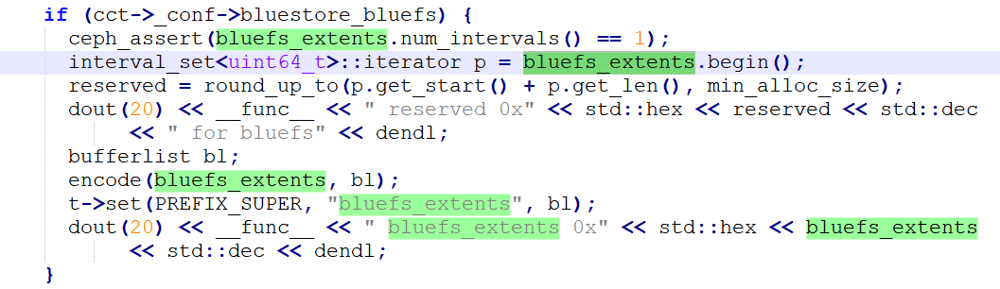 if (cct->_conf->bluestore_bluefs) {
ceph_assert(bluefs_extents.num_intervals() == 1);
interval_set<uint64_t>::iterator p = bluefs_extents.begin();
reserved = round_up_to(p.get_start() + p.get_len(), min_alloc_size);
dout(20) << __func__ << " reserved 0x" << std::hex << reserved << std::dec
<< " for bluefs" << dendl;
bufferlist bl;
encode(bluefs_extents, bl);
t->set(PREFIX_SUPER, "bluefs_extents", bl);
dout(20) << __func__ << " bluefs_extents 0x" << std::hex << bluefs_extents
<< std::dec << dendl;
}